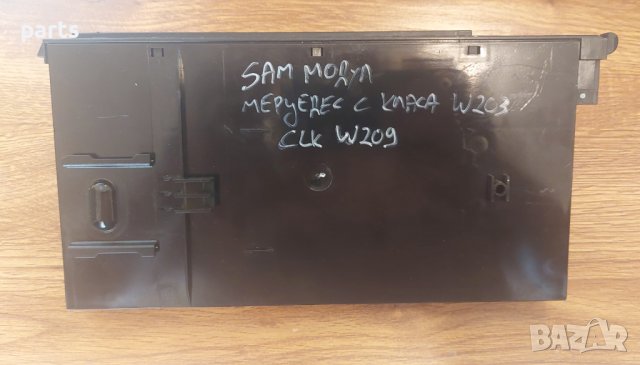 parts
SAM МОДУЛ
МЕРЦЕДЕС С КЛАСА W203
CLK W209
BAZAR